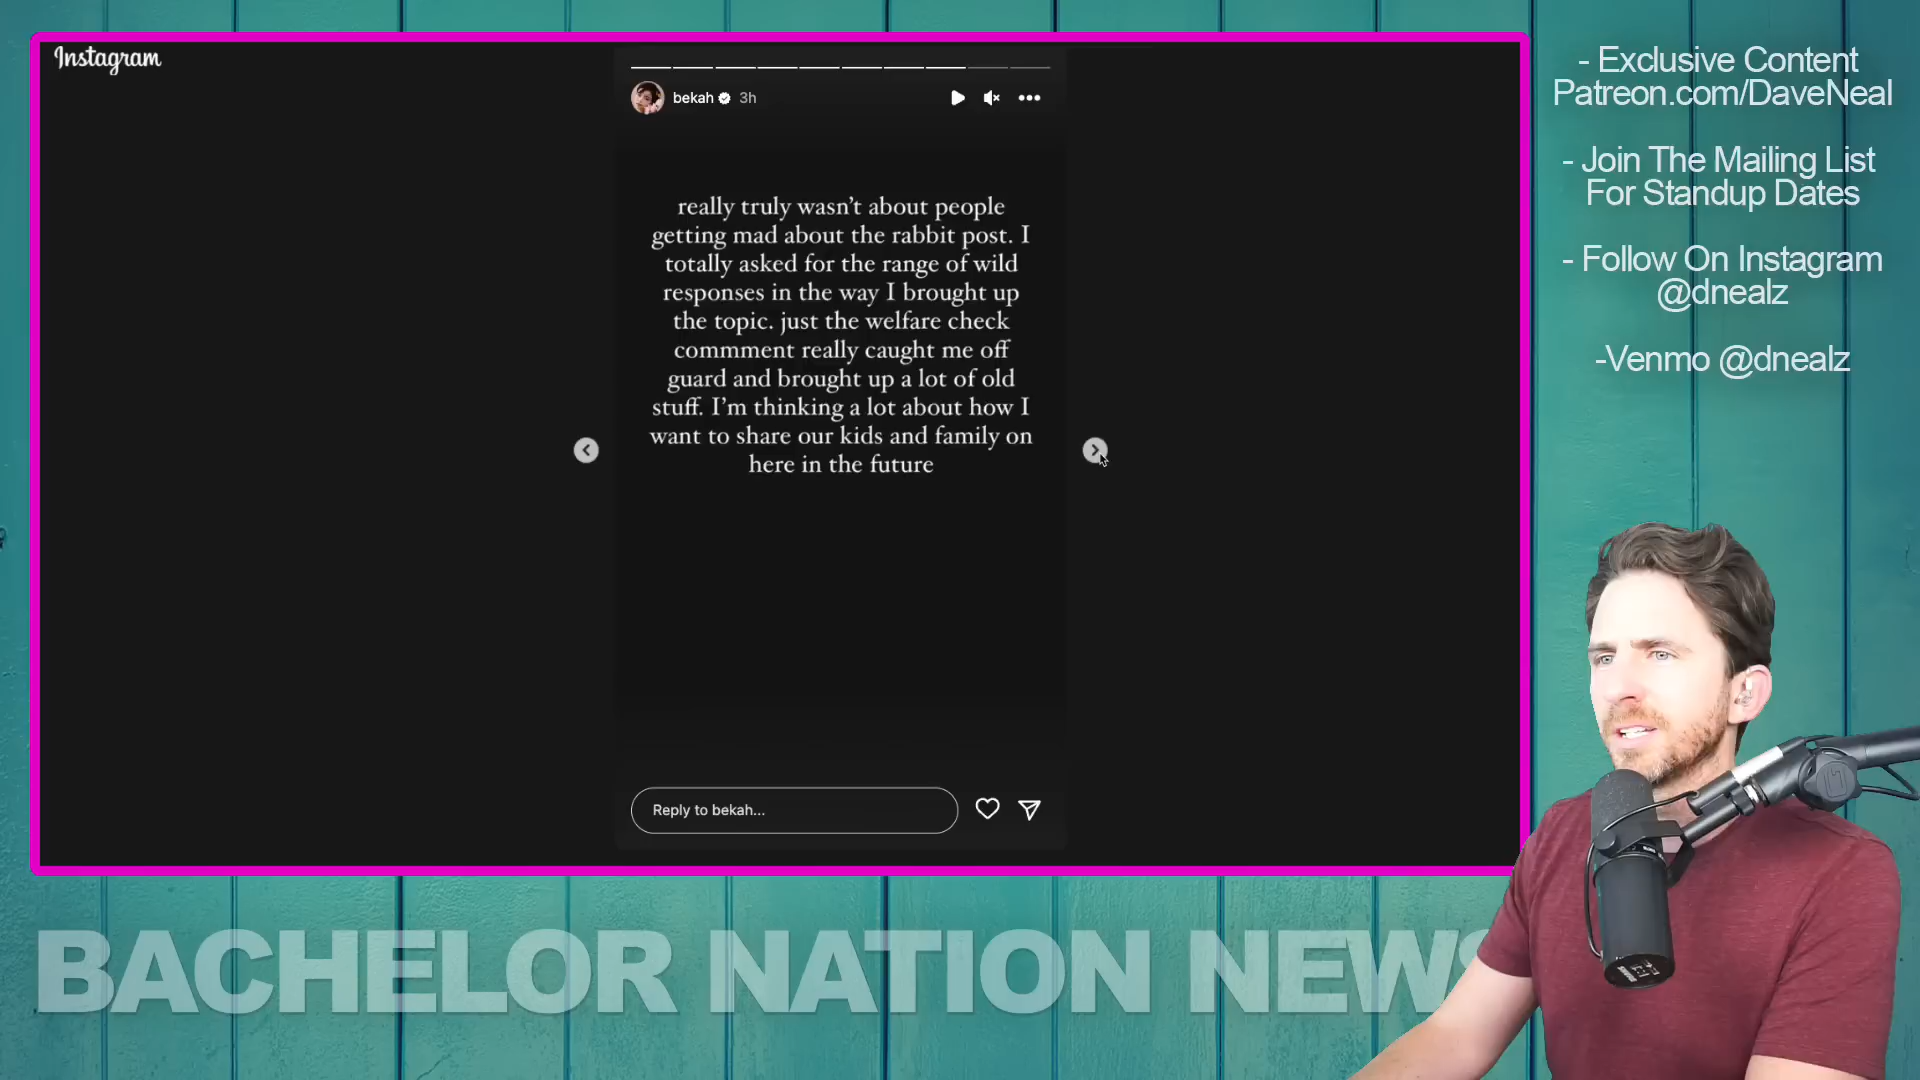 Instagram
bekah 3h
really truly wasn't about people
getting mad about the rabbit post. I
totally asked for the range of wild
responses in the way I brought up
the topic. just the welfare check
commment really caught me off
guard and brought up a lot of old
stuff. I'm thinking a lot about how I
want to share our kids and family on
here in the future
Reply to bekah...
- Exclusive Content
Patreon.com/DaveNeal
- Join The Mailing List
For Standup Dates
- Follow On Instagram
@dnealz
-Venmo @dnealz
BACHELOR NATION NEWS